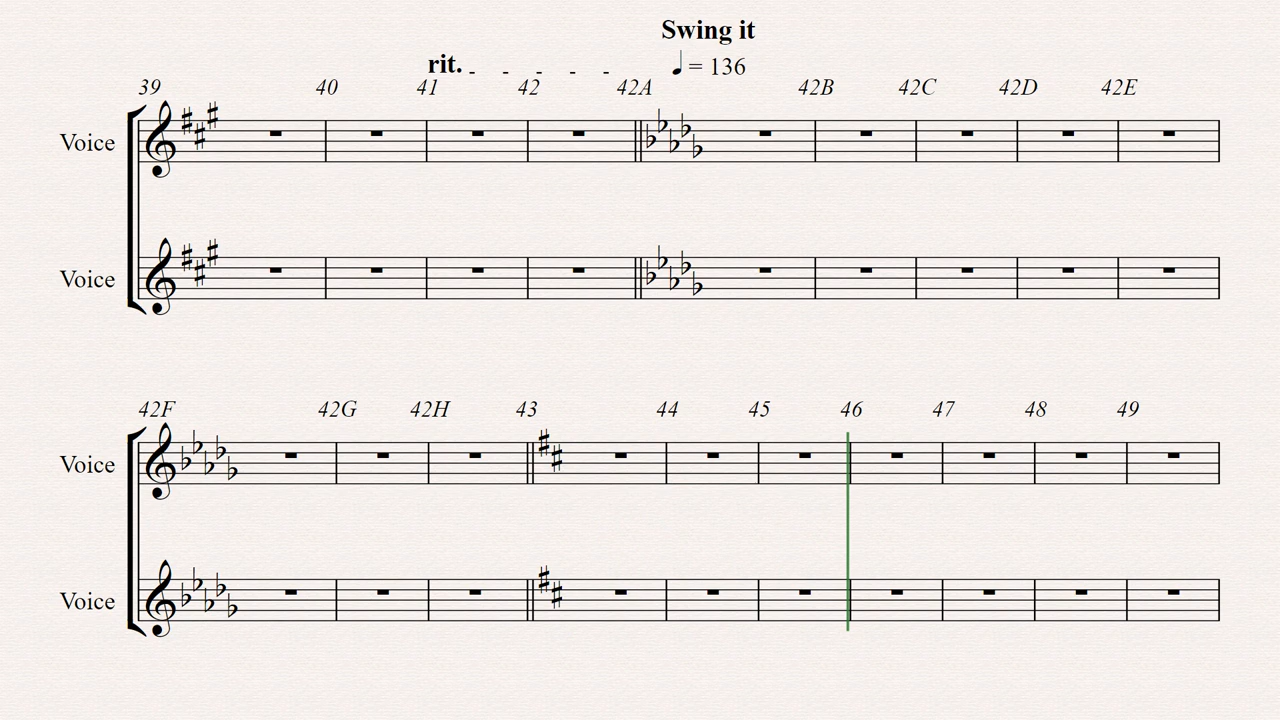 Swing it
rit. - - - - - ♩ = 136
39 40 41 42 42A 42B 42C 42D 42E
Voice
Voice
42F 42G 42H 43 44 45 46 47 48 49
Voice
Voice